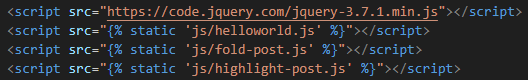 <script src="https://code.jquery.com/jquery-3.7.1.min.js"></script>
<script src="{% static 'js/helloworld.js' %}"></script>
<script src="{% static 'js/fold-post.js' %}"></script>
<script src="{% static 'js/highlight-post.js' %}"></script>